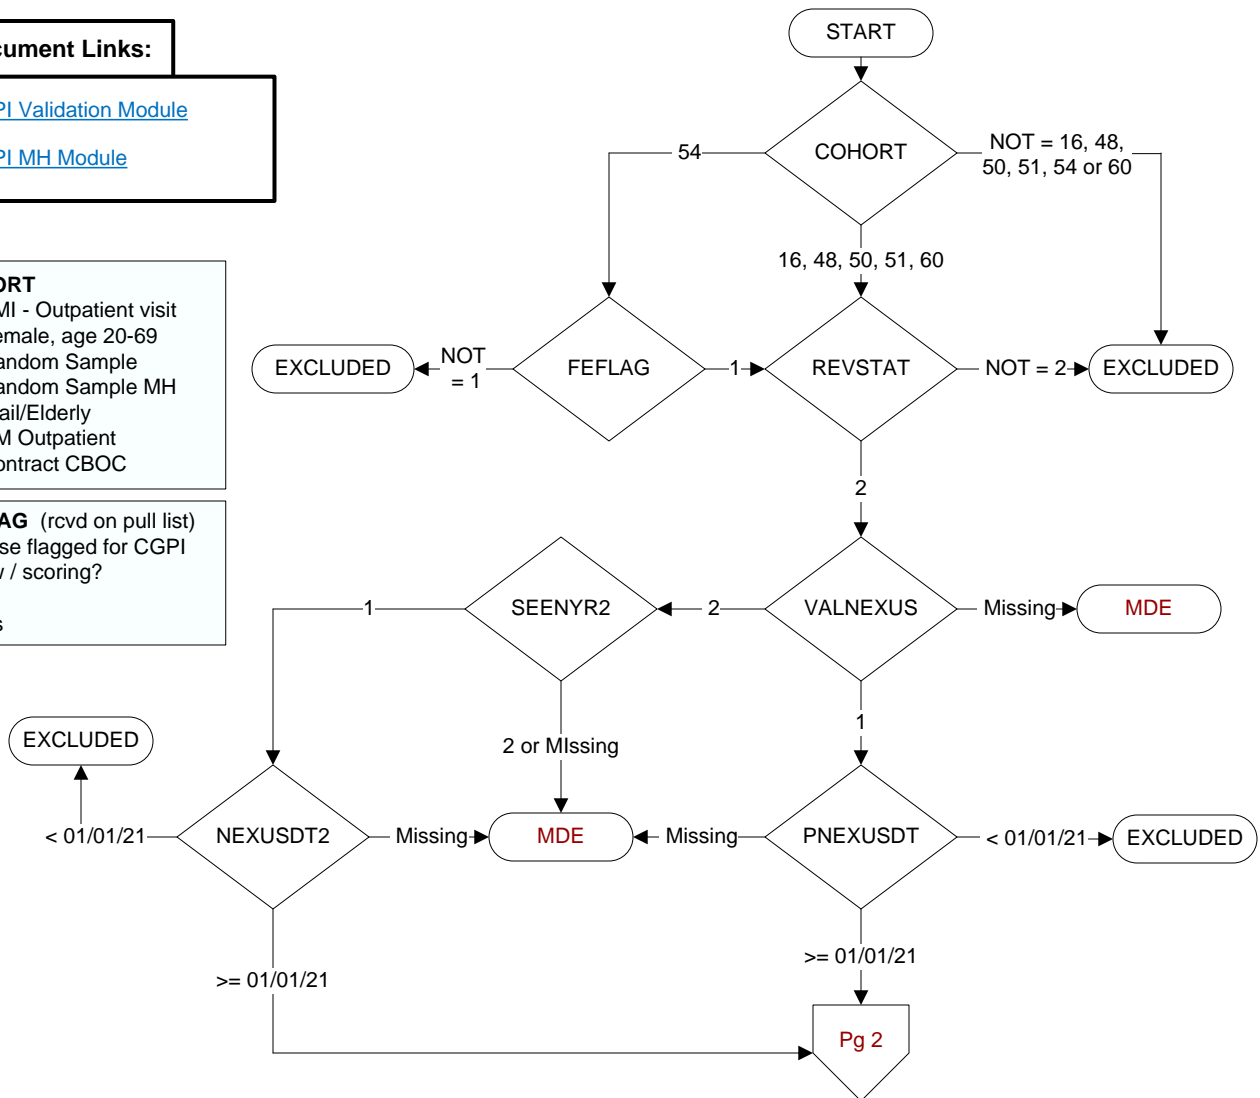 cument Links:
PI Validation Module
PI MH Module
START
COHORT
54
NOT = 16, 48,
50, 51, 54 or 60
16, 48, 50, 51, 60
ORT
MI - Outpatient visit
emale, age 20-69
andom Sample
andom Sample MH
ail/Elderly
M Outpatient
ontract CBOC
EXCLUDED
NOT
= 1
FEFLAG
1
REVSTAT
NOT = 2
EXCLUDED
2
AG (rcvd on pull list)
se flagged for CGPI
w / scoring?
s
1
SEENYR2
2
VALNEXUS
Missing
MDE
EXCLUDED
2 or MIssing
1
< 01/01/21
NEXUSDT2
Missing
MDE
Missing
PNEXUSDT
< 01/01/21
EXCLUDED
>= 01/01/21
>= 01/01/21
Pg 2